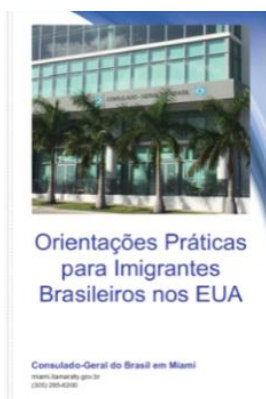 CONSULADO-GERAL DO BRASIL
Orientações Práticas
para Imigrantes
Brasileiros nos EUA
Consulado-Geral do Brasil em Miami
miami.itamaraty.gov.br
(305) 285-6200